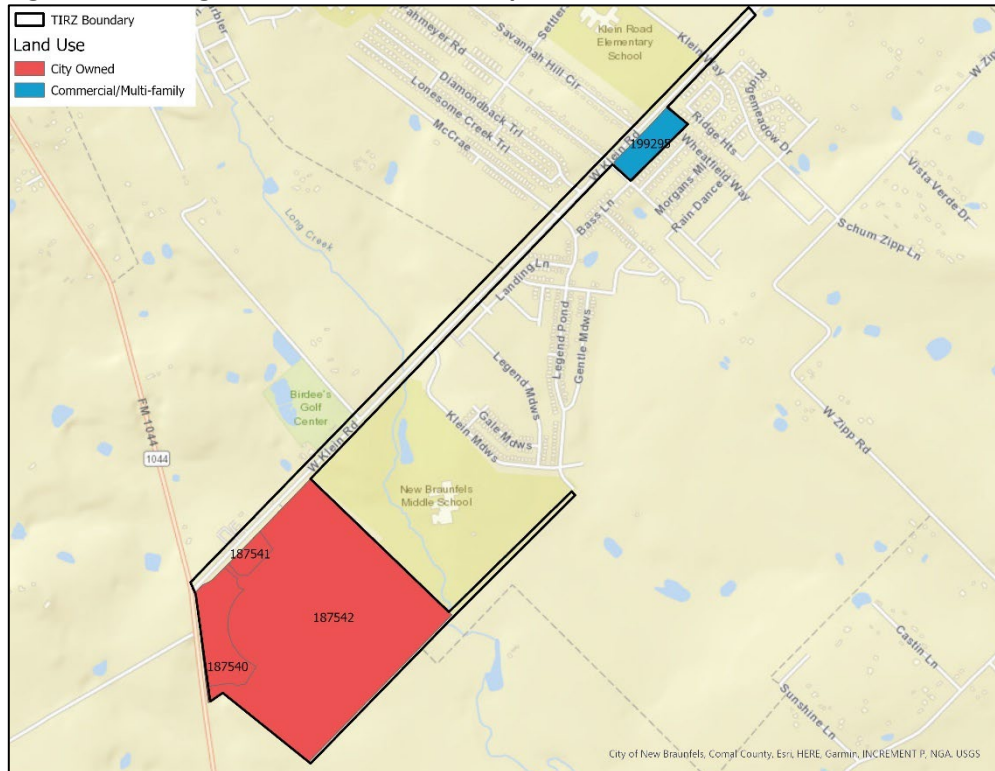 TIRZ Boundary
Land Use
City Owned
Commercial/Multi-family
Klein Road
Elementary
School
Savannah Hill Cir
Diamondback Trl
Lonesome Creek Trl
McCrae
Klein Way
Ridgemeadow Dr
Ridge Hts
Wheatfield Way
Morgans Ml
Rain Dance
W Klein Rd
199295
Bass Ln
Vista Verde Dr
Schum Zipp Ln
Long Creek
Landing Ln
Legend Pond
Gentle Mdws
Legend Mdws
Gale Mdws
Klein Mdws
W Zipp Rd
Birdee's
Golf
Center
W Klein Rd
FM 1044
1044
New Braunfels
Middle School
187541
187542
187540
Castin Ln
Sunshine Ln
City of New Braunfels, Comal County, Esri, HERE, Garmin, INCREMENT P, NGA, USGS